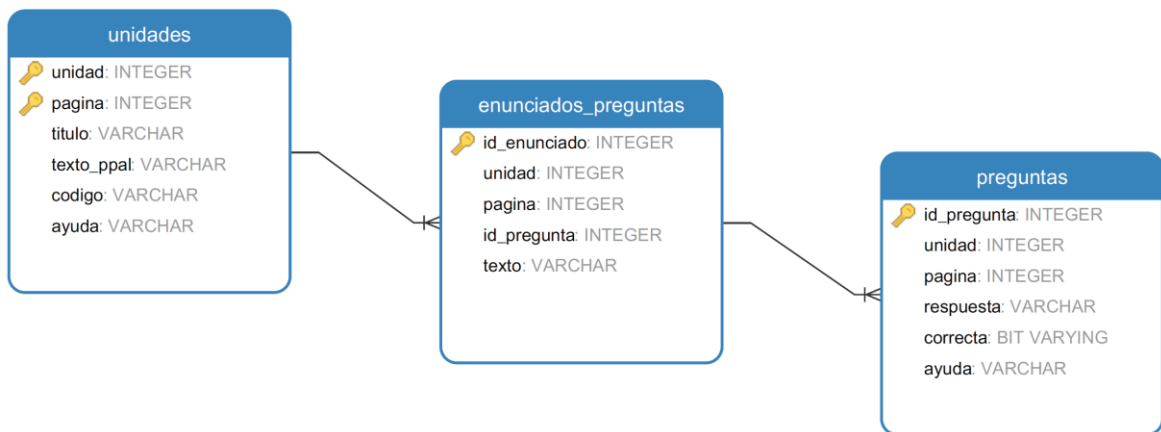 unidades
unidad: INTEGER
pagina: INTEGER
titulo: VARCHAR
texto_ppal: VARCHAR
codigo: VARCHAR
ayuda: VARCHAR
enunciados_preguntas
id_enunciado: INTEGER
unidad: INTEGER
pagina: INTEGER
id_pregunta: INTEGER
texto: VARCHAR
preguntas
id_pregunta: INTEGER
unidad: INTEGER
pagina: INTEGER
respuesta: VARCHAR
correcta: BIT VARYING
ayuda: VARCHAR